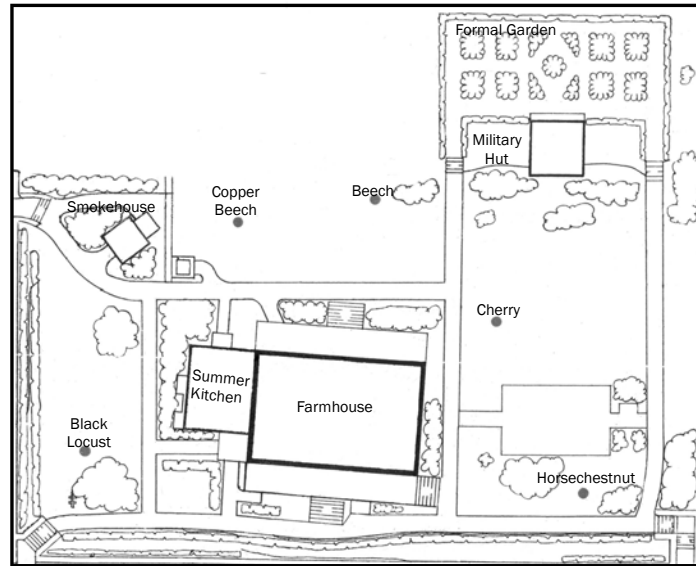 Formal Garden
Military
Hut
Smokehouse
Copper
Beech
Beech
Cherry
Summer
Kitchen
Farmhouse
Black
Locust
Horsechestnut